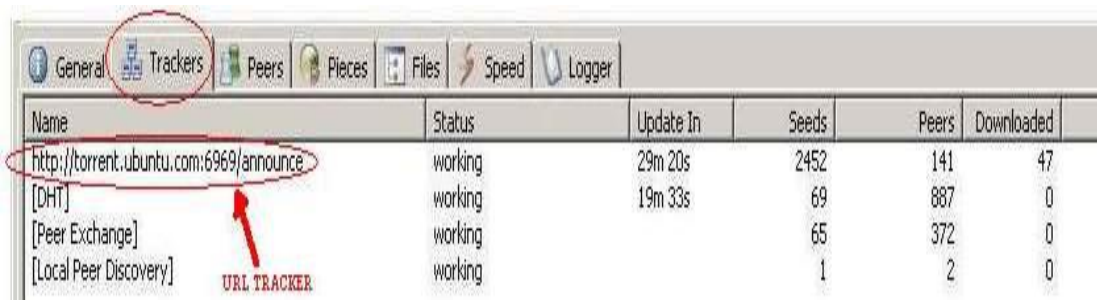 General Trackers Peers Pieces Files Speed Logger
Name Status Update In Seeds Peers Downloaded
http://torrent.ubuntu.com:6969/announce working 29m 20s 2452 141 47
[DHT] working 19m 33s 69 887 0
[Peer Exchange] working 65 372 0
[Local Peer Discovery] working 1 2 0
URL TRACKER